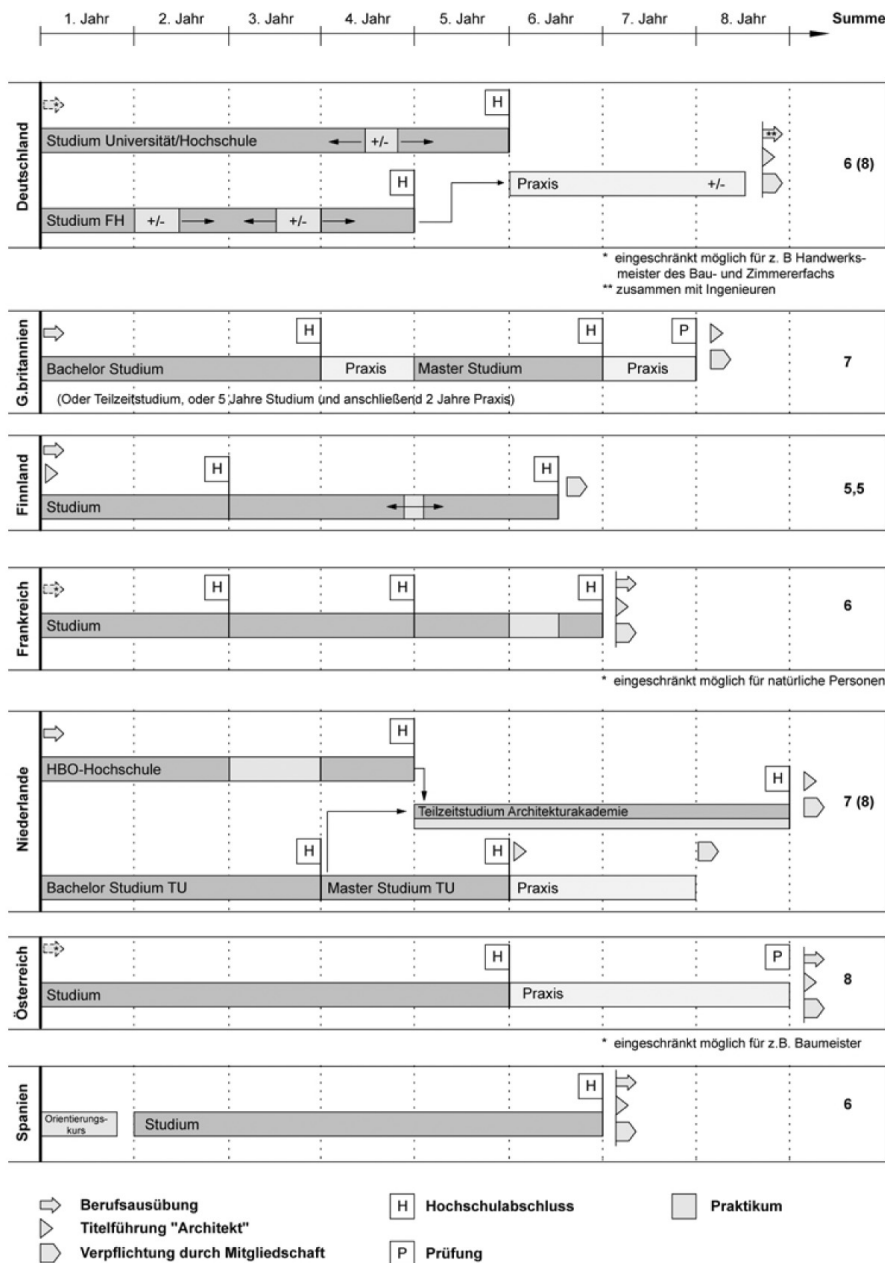 1. Jahr 2. Jahr 3. Jahr 4. Jahr 5. Jahr 6. Jahr 7. Jahr 8. Jahr Summe
Deutschland
H
Studium Universität/Hochschule +/-
**
6 (8)
H
Praxis +/-
Studium FH +/- +/-
* eingeschränkt möglich für z. B Handwerks-
meister des Bau- und Zimmererfachs
** zusammen mit Ingenieuren
G.britannien
H H P
Bachelor Studium Praxis Master Studium Praxis
7
(Oder Teilzeitstudium, oder 5 Jahre Studium und anschließend 2 Jahre Praxis)
Finnland
H H
5,5
Studium
Frankreich
* H H H
6
Studium
* eingeschränkt möglich für natürliche Personen
Niederlande
H
HBO-Hochschule
H
7 (8)
Teilzeitstudium Architekturakademie
H H
Bachelor Studium TU Master Studium TU Praxis
Österreich
* H P
8
Studium Praxis
* eingeschränkt möglich für z.B. Baumeister
Spanien
H
6
Orientierungs-
kurs
Studium
Berufsausübung H Hochschulabschluss Praktikum
Titelführung "Architekt"
Verpflichtung durch Mitgliedschaft P Prüfung